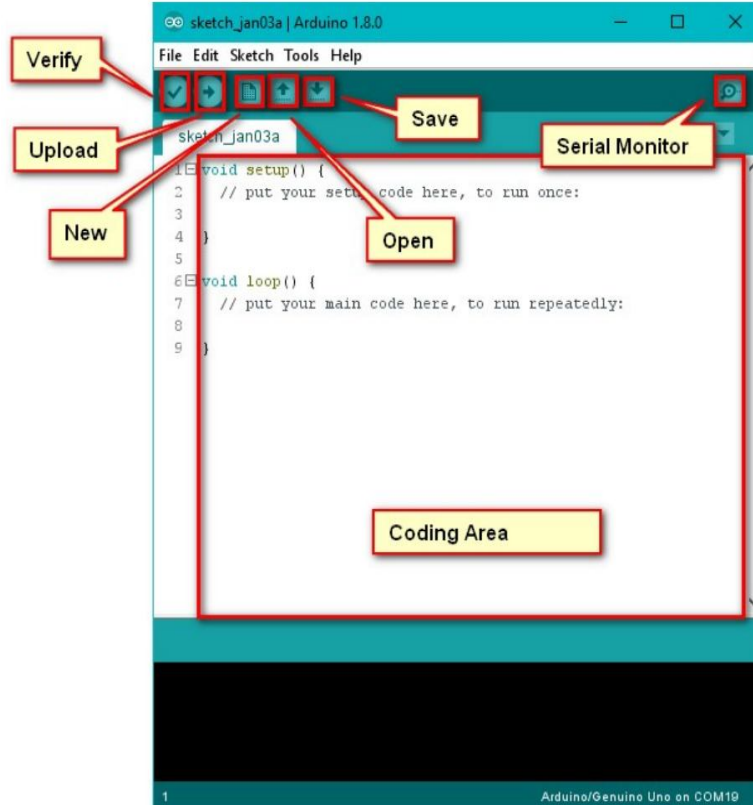 sketch_jan03a | Arduino 1.8.0
File Edit Sketch Tools Help
Verify
Upload
New
Open
Save
Serial Monitor
sketch_jan03a
1 void setup() {
2 // put your setup code here, to run once:
3
4 }
5
6 void loop() {
7 // put your main code here, to run repeatedly:
8
9 }
Coding Area
1 Arduino/Genuino Uno on COM19